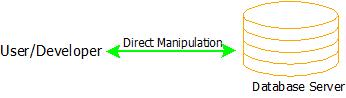 Direct Manipulation
User/Developer
Database Server